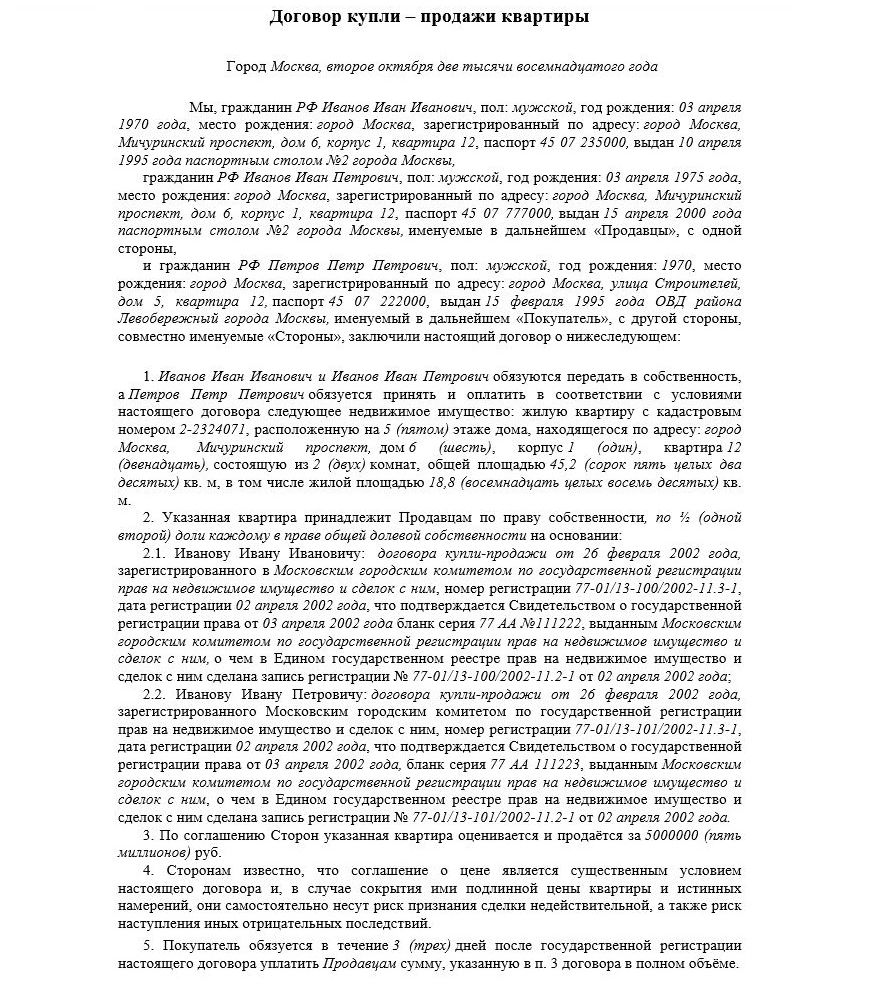 Договор купли – продажи квартиры
Город Москва, второе октября две тысячи восемнадцатого года
Мы, гражданин РФ Иванов Иван Иванович, пол: мужской, год рождения: 03 апреля
1970 года, место рождения: город Москва, зарегистрированный по адресу: город Москва,
Мичуринский проспект, дом 6, корпус 1, квартира 12, паспорт 45 07 235000, выдан 10 апреля
1995 года паспортным столом №2 города Москвы,
гражданин РФ Иванов Иван Петрович, пол: мужской, год рождения: 03 апреля 1975 года,
место рождения: город Москва, зарегистрированный по адресу: город Москва, Мичуринский
проспект, дом 6, корпус 1, квартира 12, паспорт 45 07 777000, выдан 15 апреля 2000 года
паспортным столом №2 города Москвы, именуемые в дальнейшем «Продавцы», с одной
стороны,
и гражданин РФ Петров Петр Петрович, пол: мужской, год рождения: 1970, место
рождения: город Москва, зарегистрированный по адресу: город Москва, улица Строителей,
дом 5, квартира 12, паспорт 45 07 222000, выдан 15 февраля 1995 года ОВД района
Левобережный города Москвы, именуемый в дальнейшем «Покупатель», с другой стороны,
совместно именуемые «Стороны», заключили настоящий договор о нижеследующем:
1. Иванов Иван Иванович и Иванов Иван Петрович обязуются передать в собственность,
а Петров Петр Петрович обязуется принять и оплатить в соответствии с условиями
настоящего договора следующее недвижимое имущество: жилую квартиру с кадастровым
номером 2-2324071, расположенную на 5 (пятом) этаже дома, находящегося по адресу: город
Москва, Мичуринский проспект, дом 6 (шесть), корпус 1 (один), квартира 12
(двенадцать), состоящую из 2 (двух) комнат, общей площадью 45,2 (сорок пять целых два
десятых) кв. м, в том числе жилой площадью 18,8 (восемнадцать целых восемь десятых) кв.
м.
2. Указанная квартира принадлежит Продавцам по праву собственности, по ½ (одной
второй) доли каждому в праве общей долевой собственности на основании:
2.1. Иванову Ивану Ивановичу: договора купли-продажи от 26 февраля 2002 года,
зарегистрированного в Московским городским комитетом по государственной регистрации
прав на недвижимое имущество и сделок с ним, номер регистрации 77-01/13-100/2002-11.3-1,
дата регистрации 02 апреля 2002 года, что подтверждается Свидетельством о государственной
регистрации права от 03 апреля 2002 года бланк серия 77 АА №111222, выданным Московским
городским комитетом по государственной регистрации прав на недвижимое имущество и
сделок с ним, о чем в Едином государственном реестре прав на недвижимое имущество и
сделок с ним сделана запись регистрации № 77-01/13-100/2002-11.2-1 от 02 апреля 2002 года;
2.2. Иванову Ивану Петровичу: договора купли-продажи от 26 февраля 2002 года,
зарегистрированного Московским городским комитетом по государственной регистрации
прав на недвижимое имущество и сделок с ним, номер регистрации 77-01/13-101/2002-11.3-1,
дата регистрации 02 апреля 2002 года, что подтверждается Свидетельством о государственной
регистрации права от 03 апреля 2002 года, бланк серия 77 АА 111223, выданным Московским
городским комитетом по государственной регистрации прав на недвижимое имущество и
сделок с ним, о чем в Едином государственном реестре прав на недвижимое имущество и
сделок с ним сделана запись регистрации № 77-01/13-101/2002-11.2-1 от 02 апреля 2002 года.
3. По соглашению Сторон указанная квартира оценивается и продаётся за 5000000 (пять
миллионов) руб.
4. Сторонам известно, что соглашение о цене является существенным условием
настоящего договора и, в случае сокрытия ими подлинной цены квартиры и истинных
намерений, они самостоятельно несут риск признания сделки недействительной, а также риск
наступления иных отрицательных последствий.
5. Покупатель обязуется в течение 3 (трех) дней после государственной регистрации
настоящего договора уплатить Продавцам сумму, указанную в п. 3 договора в полном объёме.